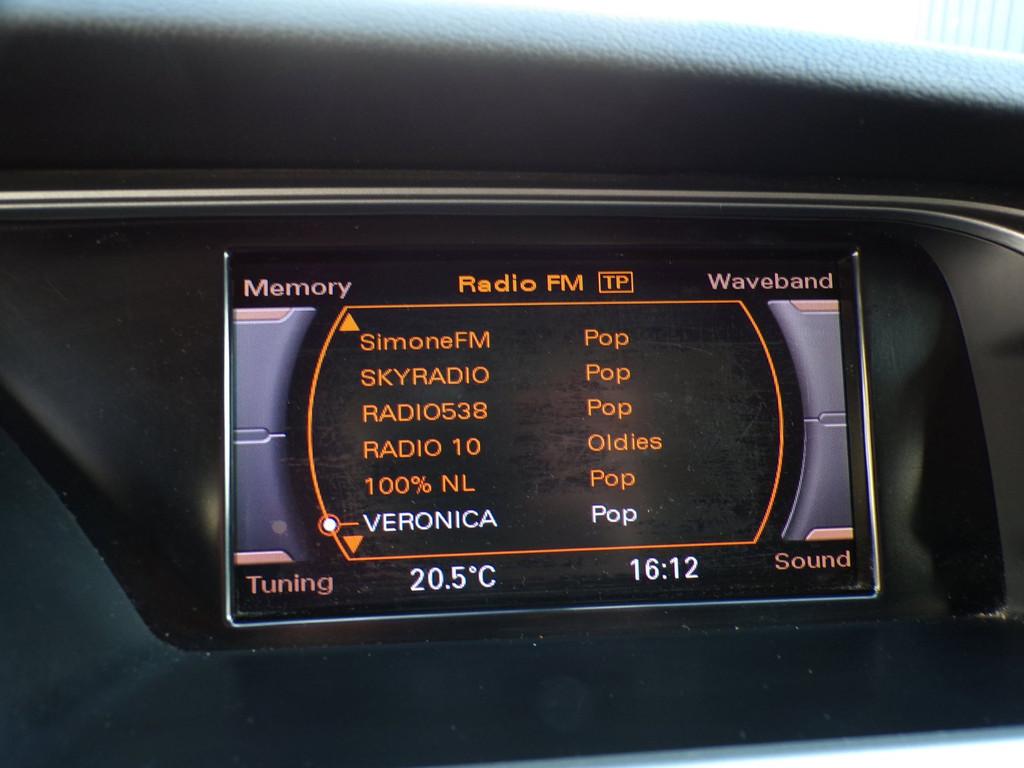 Memory Radio FM TP Waveband
SimoneFM Pop
SKYRADIO Pop
RADIO538 Pop
RADIO 10 Oldies
100% NL Pop
VERONICA Pop
Tuning 20.5°C 16:12 Sound